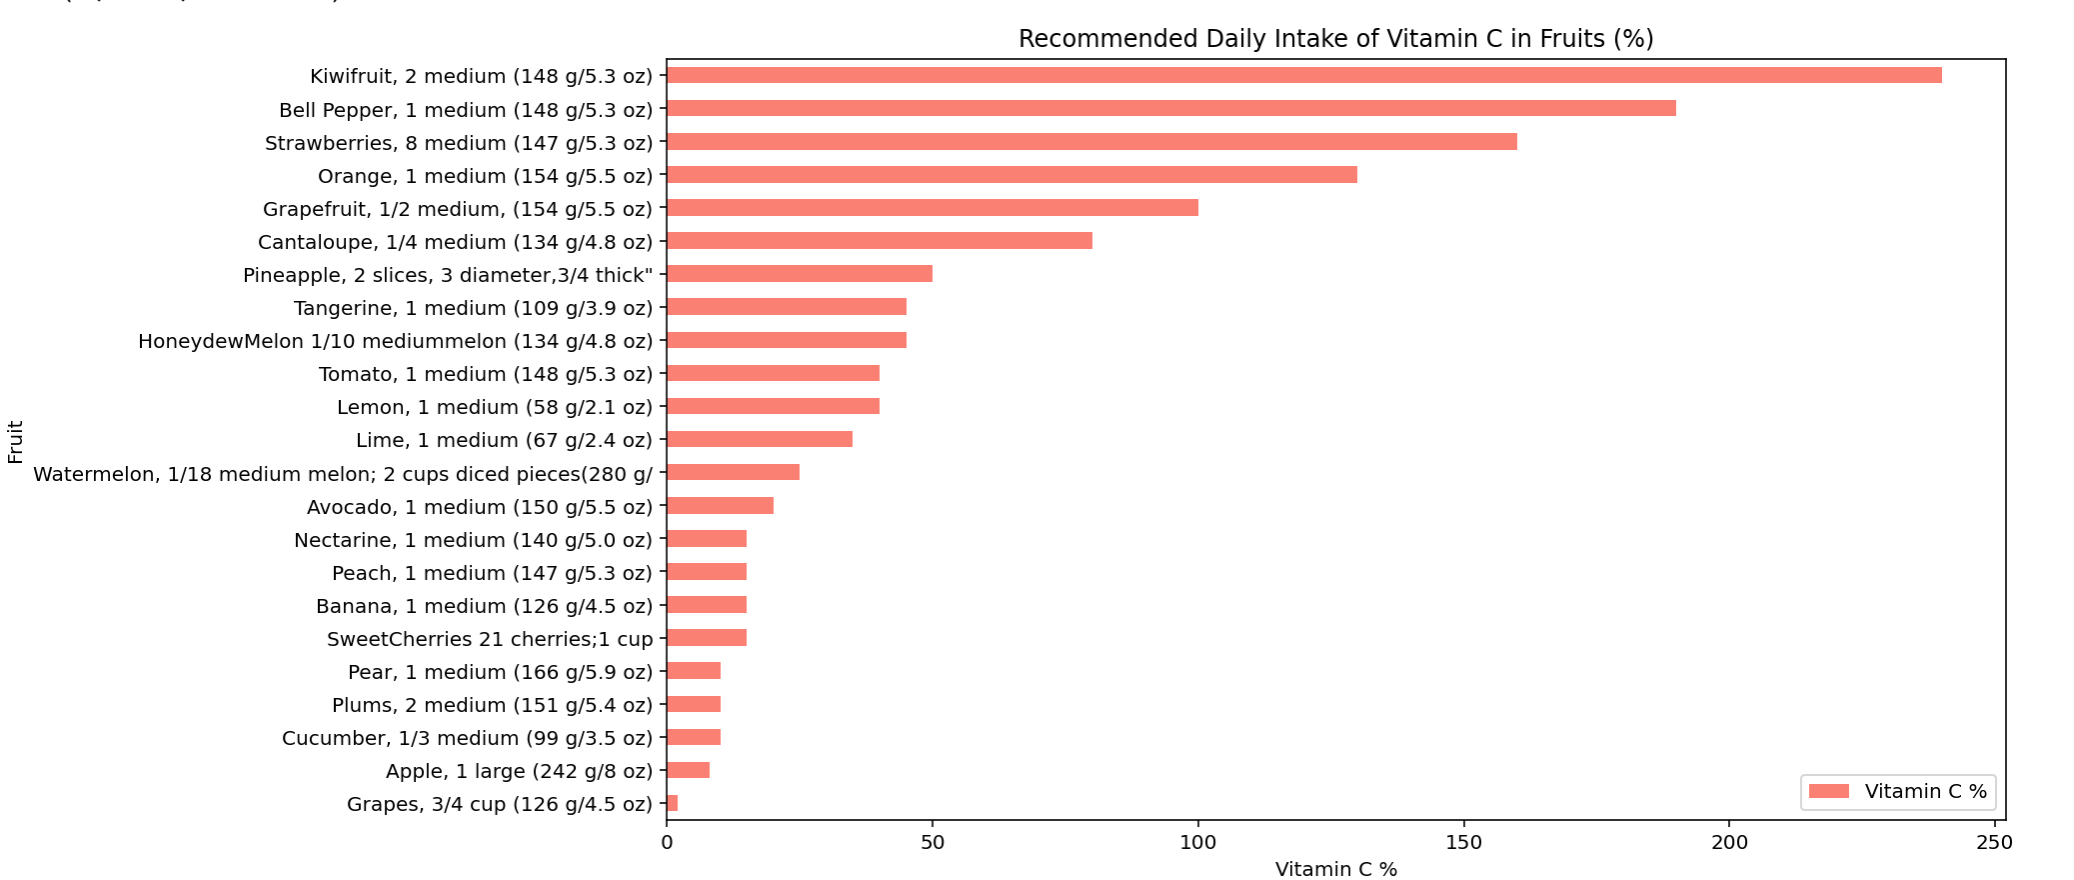 Recommended Daily Intake of Vitamin C in Fruits (%)
Kiwifruit, 2 medium (148 g/5.3 oz)
Bell Pepper, 1 medium (148 g/5.3 oz)
Strawberries, 8 medium (147 g/5.3 oz)
Orange, 1 medium (154 g/5.5 oz)
Grapefruit, 1/2 medium, (154 g/5.5 oz)
Cantaloupe, 1/4 medium (134 g/4.8 oz)
Pineapple, 2 slices, 3 diameter,3/4 thick"
Tangerine, 1 medium (109 g/3.9 oz)
HoneydewMelon 1/10 mediummelon (134 g/4.8 oz)
Tomato, 1 medium (148 g/5.3 oz)
Lemon, 1 medium (58 g/2.1 oz)
Lime, 1 medium (67 g/2.4 oz)
Fruit
Watermelon, 1/18 medium melon; 2 cups diced pieces(280 g/
Avocado, 1 medium (150 g/5.5 oz)
Nectarine, 1 medium (140 g/5.0 oz)
Peach, 1 medium (147 g/5.3 oz)
Banana, 1 medium (126 g/4.5 oz)
SweetCherries 21 cherries;1 cup
Pear, 1 medium (166 g/5.9 oz)
Plums, 2 medium (151 g/5.4 oz)
Cucumber, 1/3 medium (99 g/3.5 oz)
Apple, 1 large (242 g/8 oz)
Grapes, 3/4 cup (126 g/4.5 oz)
Vitamin C %
0 50 100 150 200 250
Vitamin C %